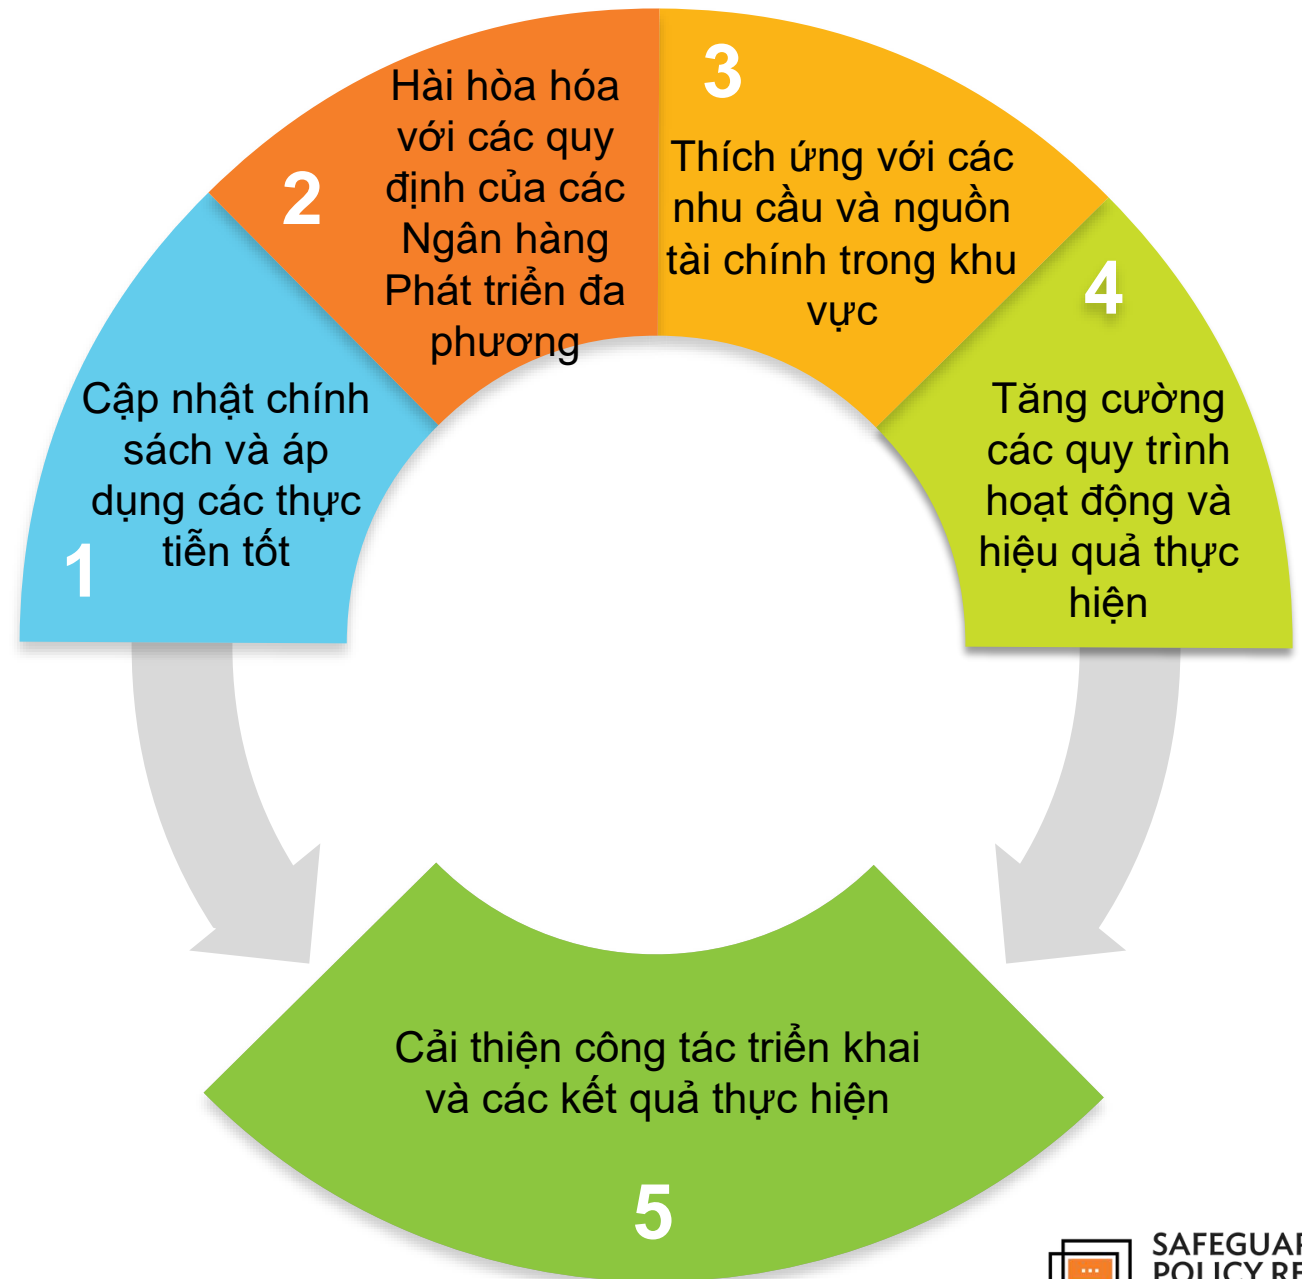 1
Cập nhật chính
sách và áp
dụng các thực
tiễn tốt
2
Hài hòa hóa
với các quy
định của các
Ngân hàng
Phát triển đa
phương
3
Thích ứng với các
nhu cầu và nguồn
tài chính trong khu
vực
4
Tăng cường
các quy trình
hoạt động và
hiệu quả thực
hiện
Cải thiện công tác triển khai
và các kết quả thực hiện
5
POLICY